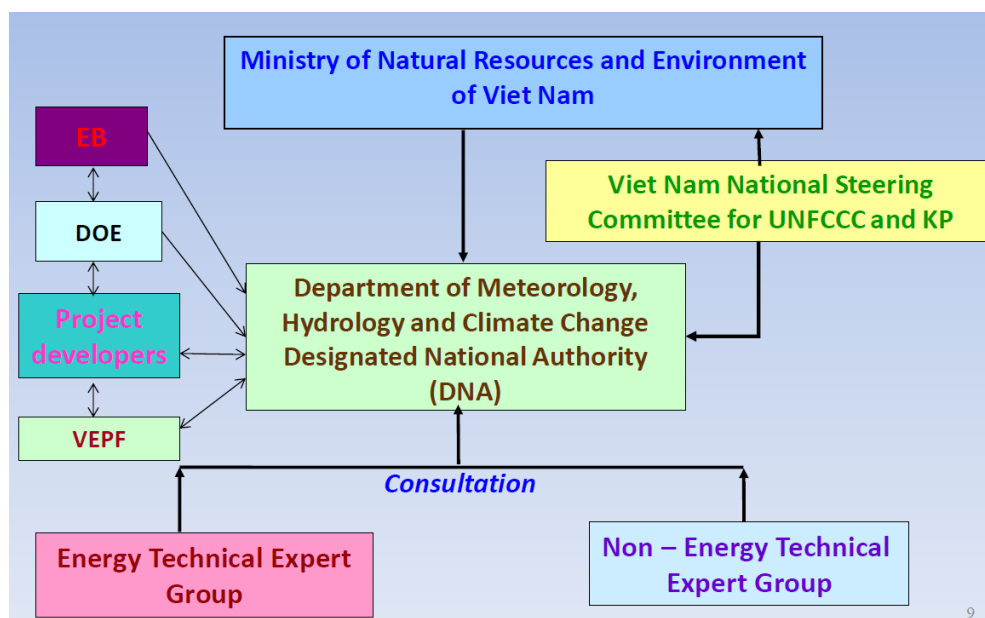 Ministry of Natural Resources and Environment
of Viet Nam
EB
Viet Nam National Steering
Committee for UNFCCC and KP
DOE
Department of Meteorology,
Hydrology and Climate Change
Designated National Authority
(DNA)
Project
developers
VEPF
Consultation
Energy Technical Expert
Group
Non – Energy Technical
Expert Group
9